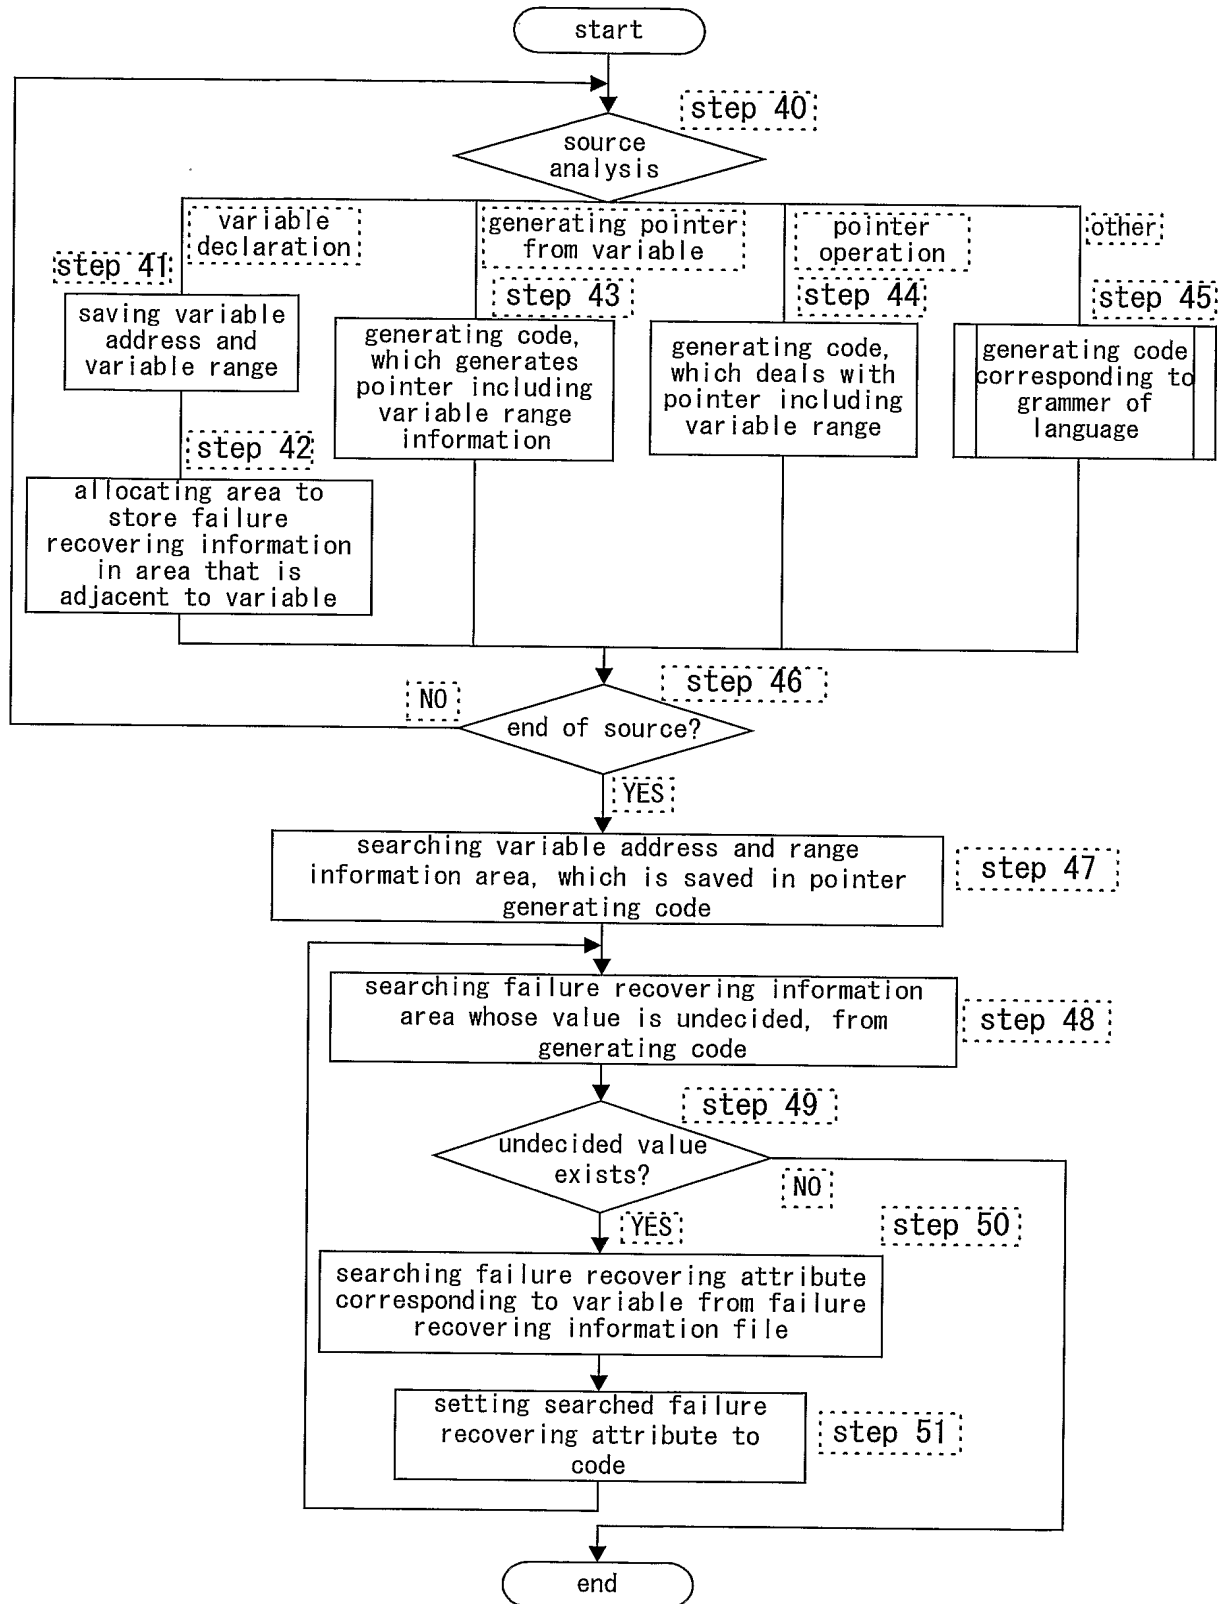 start
step 40
source
analysis
variable
declaration
generating pointer
from variable
pointer
operation
other
step 41
saving variable
address and
variable range
step 42
allocating area to
store failure
recovering information
in area that is
adjacent to variable
step 43
generating code,
which generates
pointer including
variable range
information
step 44
generating code,
which deals with
pointer including
variable range
step 45
generating code
corresponding to
grammer of
language
step 46
NO
end of source?
YES
searching variable address and range
information area, which is saved in pointer
generating code
step 47
searching failure recovering information
area whose value is undecided, from
generating code
step 48
step 49
undecided value
exists?
NO
YES
step 50
searching failure recovering attribute
corresponding to variable from failure
recovering information file
setting searched failure
recovering attribute to
code
step 51
end